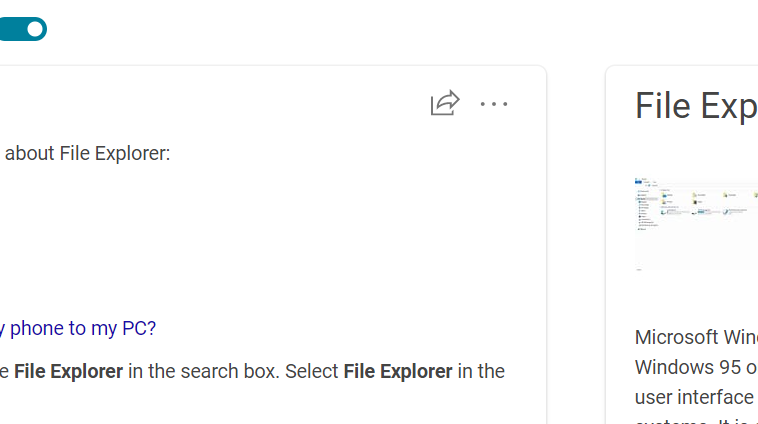 about File Explorer:
phone to my PC?
File Explorer in the search box. Select File Explorer in the
File Exp
Microsoft Win
Windows 95 o
user interface